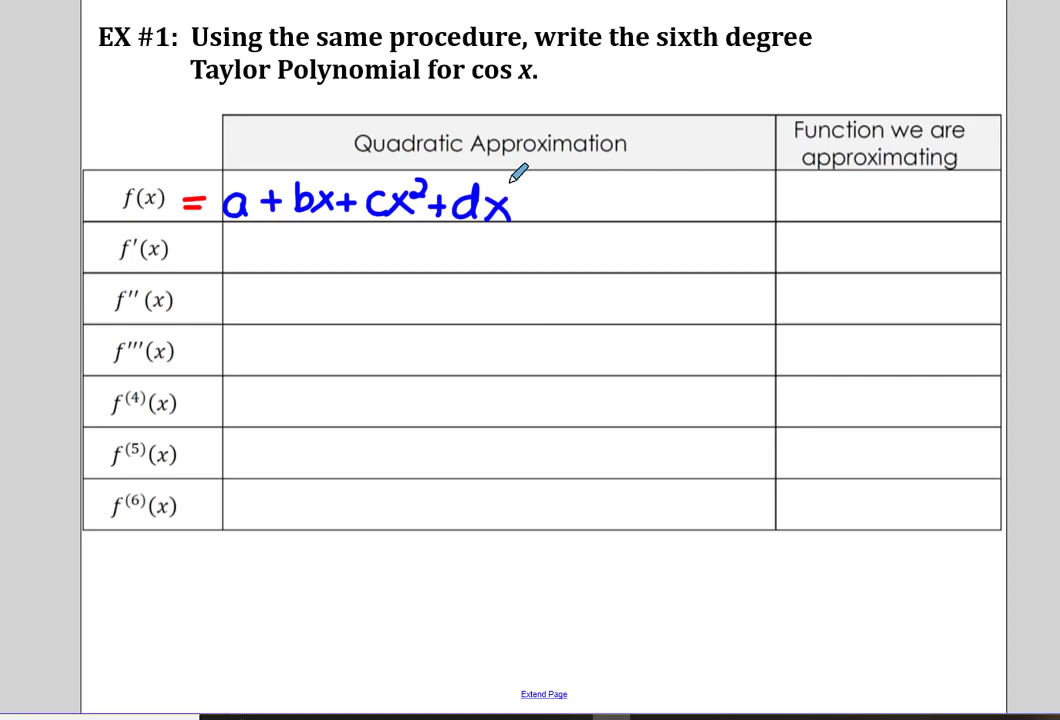 EX #1: Using the same procedure, write the sixth degree
Taylor Polynomial for cos x.
Quadratic Approximation
Function we are
approximating
f(x) = a + bx + cx² + dx
f′(x)
f″(x)
f‴(x)
f⁽⁴⁾(x)
f⁽⁵⁾(x)
f⁽⁶⁾(x)
Extend Page